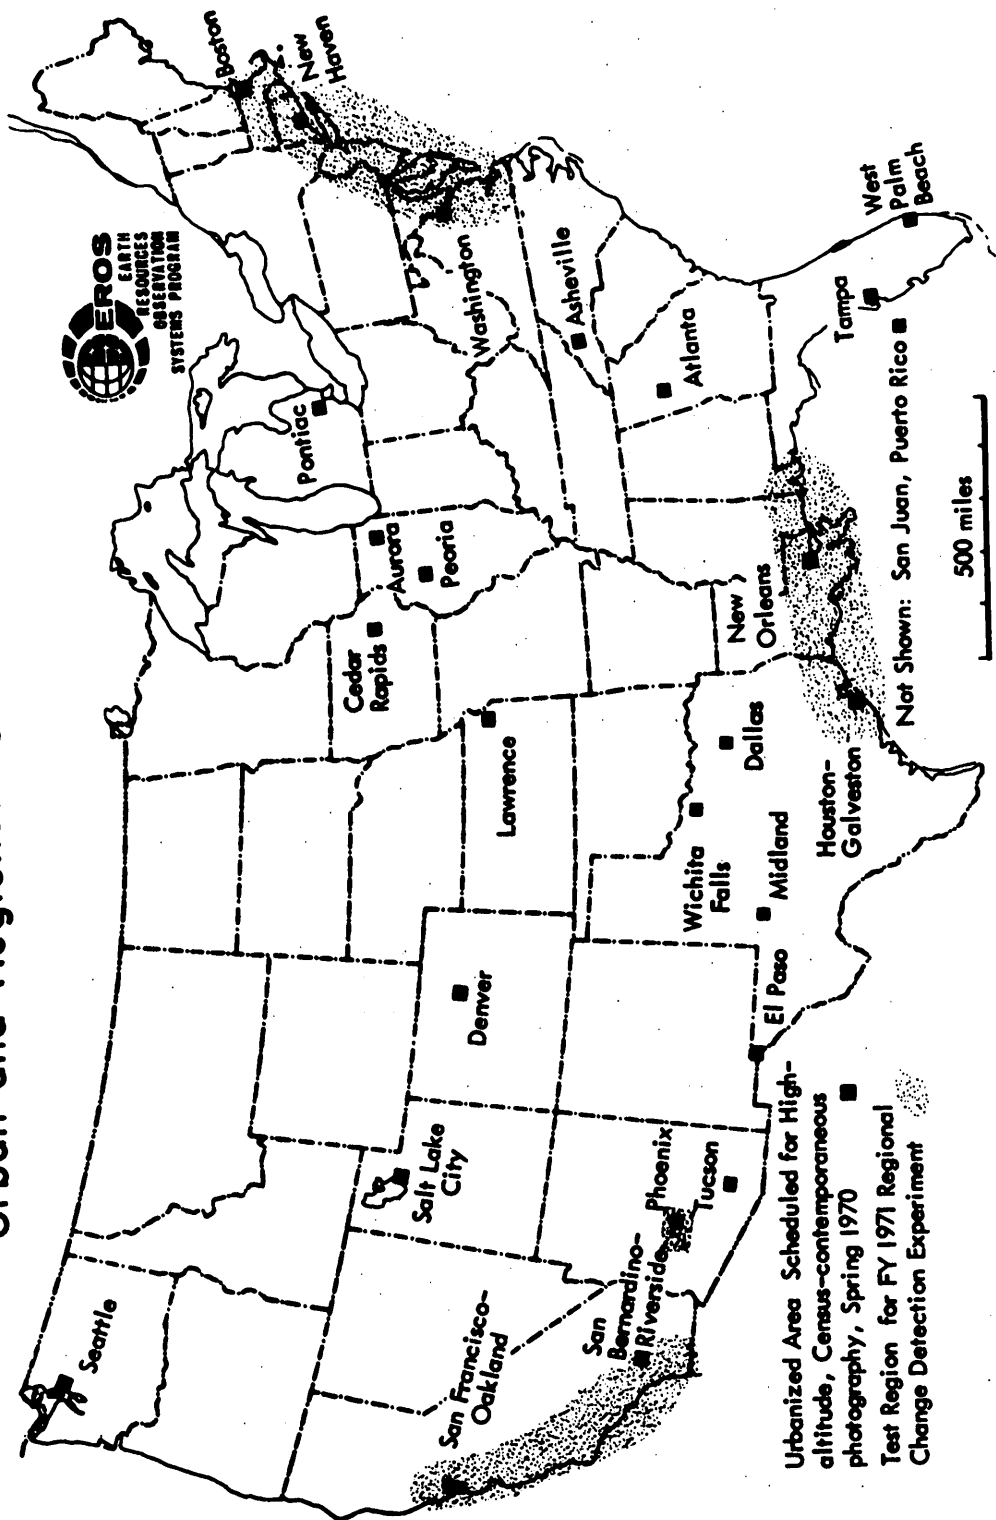 EROS
EARTH
RESOURCES
OBSERVATION
SYSTEMS PROGRAM
Seattle
San Francisco-
Oakland
San
Bernardino-
Riverside
Phoenix
Tucson
Salt Lake
City
Denver
El Paso
Midland
Wichita
Falls
Dallas
Houston-
Galveston
Lawrence
Cedar
Rapids
Aurora
Peoria
Pontiac
New
Orleans
Washington
Asheville
Atlanta
Tampa
West
Palm
Beach
Boston
New
Haven
Urbanized Area Scheduled for High-
altitude, Census-contemporaneous
photography, Spring 1970
Test Region for FY 1971 Regional
Change Detection Experiment
Not Shown: San Juan, Puerto Rico
500 miles